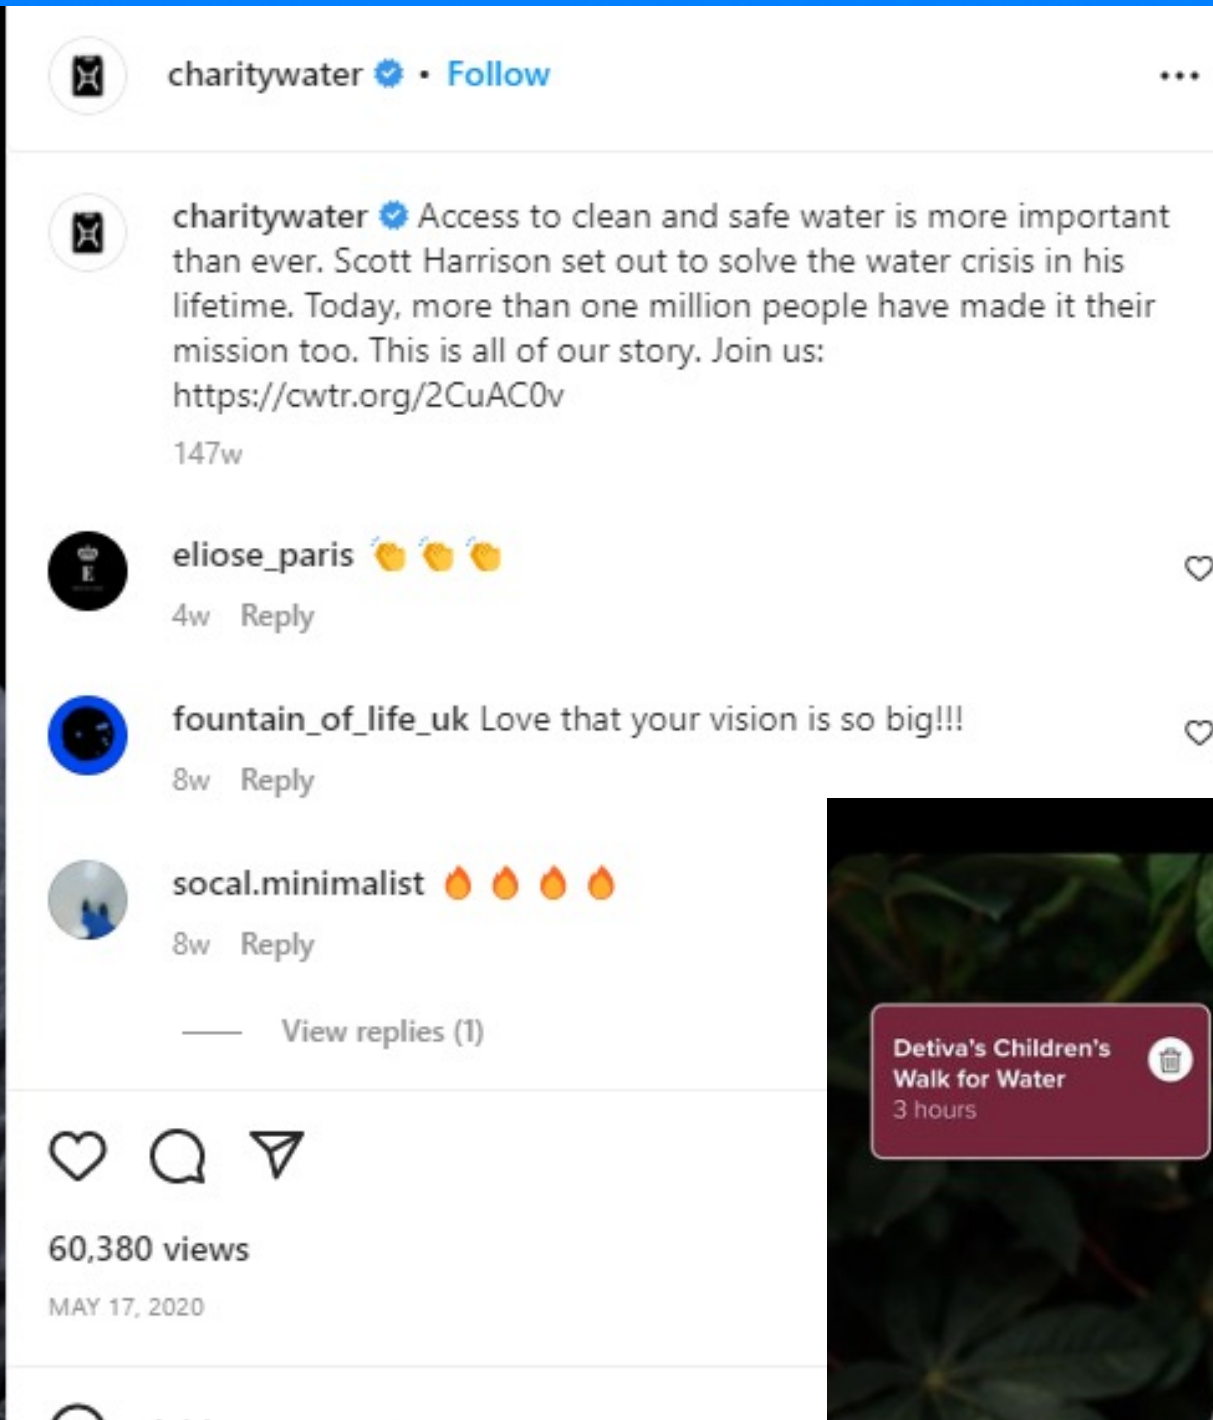 charitywater • Follow
charitywater Access to clean and safe water is more important
than ever. Scott Harrison set out to solve the water crisis in his
lifetime. Today, more than one million people have made it their
mission too. This is all of our story. Join us:
https://cwtr.org/2CuAC0v
147w
eliose_paris 👏👏👏
4w Reply
fountain_of_life_uk Love that your vision is so big!!!
8w Reply
socal.minimalist 🔥🔥🔥🔥
8w Reply
View replies (1)
60,380 views
MAY 17, 2020
Detiva's Children's
Walk for Water
3 hours